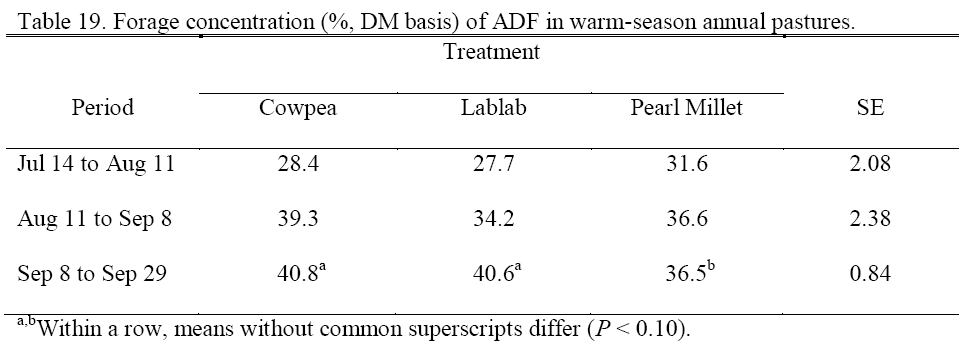 Table 19. Forage concentration (%, DM basis) of ADF in warm-season annual pastures.
Treatment
Period Cowpea Lablab Pearl Millet SE
Jul 14 to Aug 11 28.4 27.7 31.6 2.08
Aug 11 to Sep 8 39.3 34.2 36.6 2.38
Sep 8 to Sep 29 40.8a 40.6a 36.5b 0.84
a,bWithin a row, means without common superscripts differ (P < 0.10).